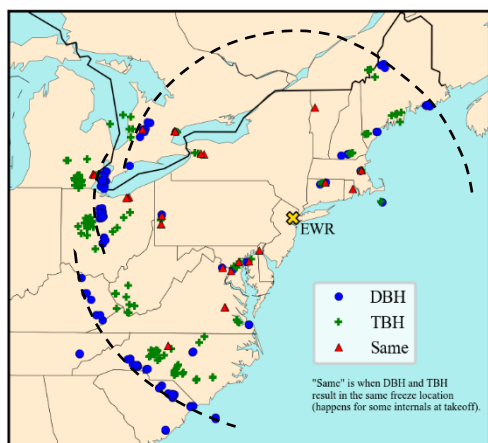 EWR
DBH
TBH
Same
"Same" is when DBH and TBH
result in the same freeze location
(happens for some internals at takeoff).